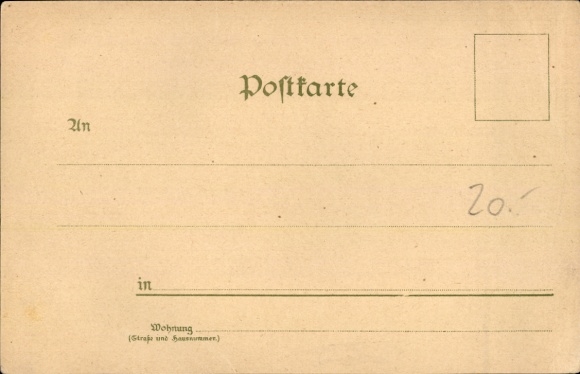 Postkarte
An
20.-
in
Wohnung
(Straße und Hausnummer.)